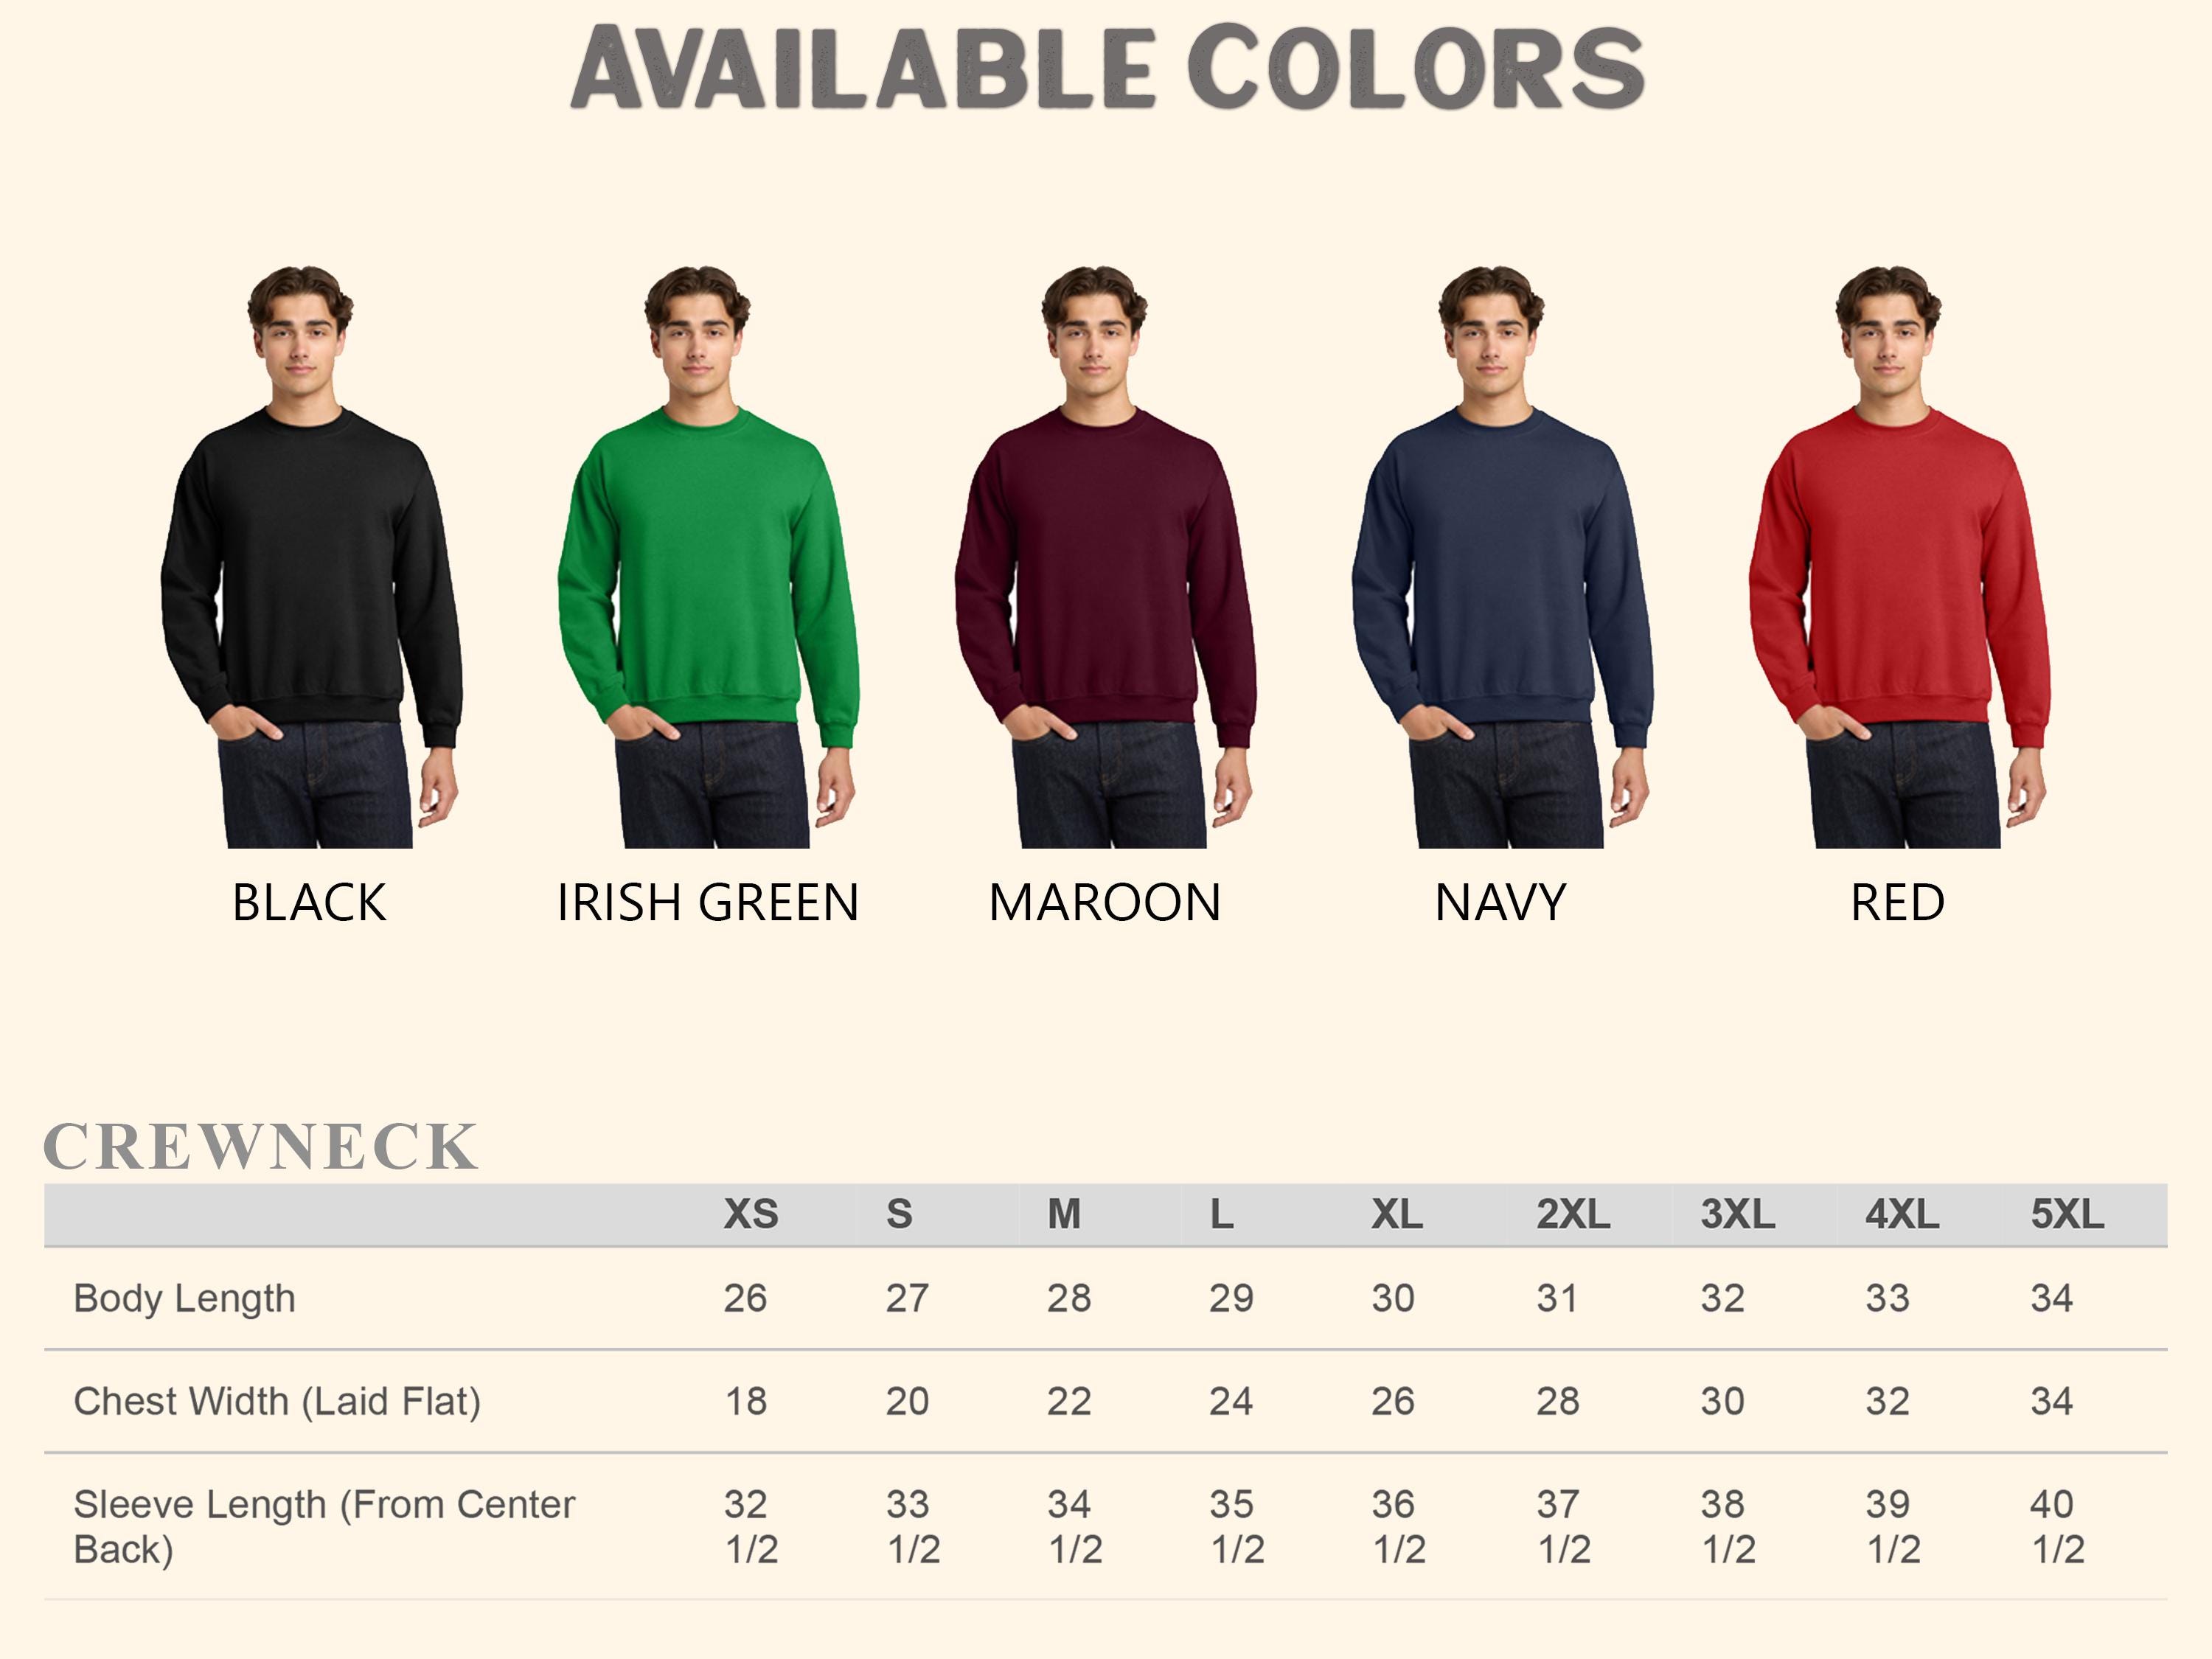 AVAILABLE COLORS
BLACK IRISH GREEN MAROON NAVY RED
CREWNECK
XS S M L XL 2XL 3XL 4XL 5XL
Body Length 26 27 28 29 30 31 32 33 34
Chest Width (Laid Flat) 18 20 22 24 26 28 30 32 34
Sleeve Length (From Center 32 33 34 35 36 37 38 39 40
Back) 1/2 1/2 1/2 1/2 1/2 1/2 1/2 1/2 1/2